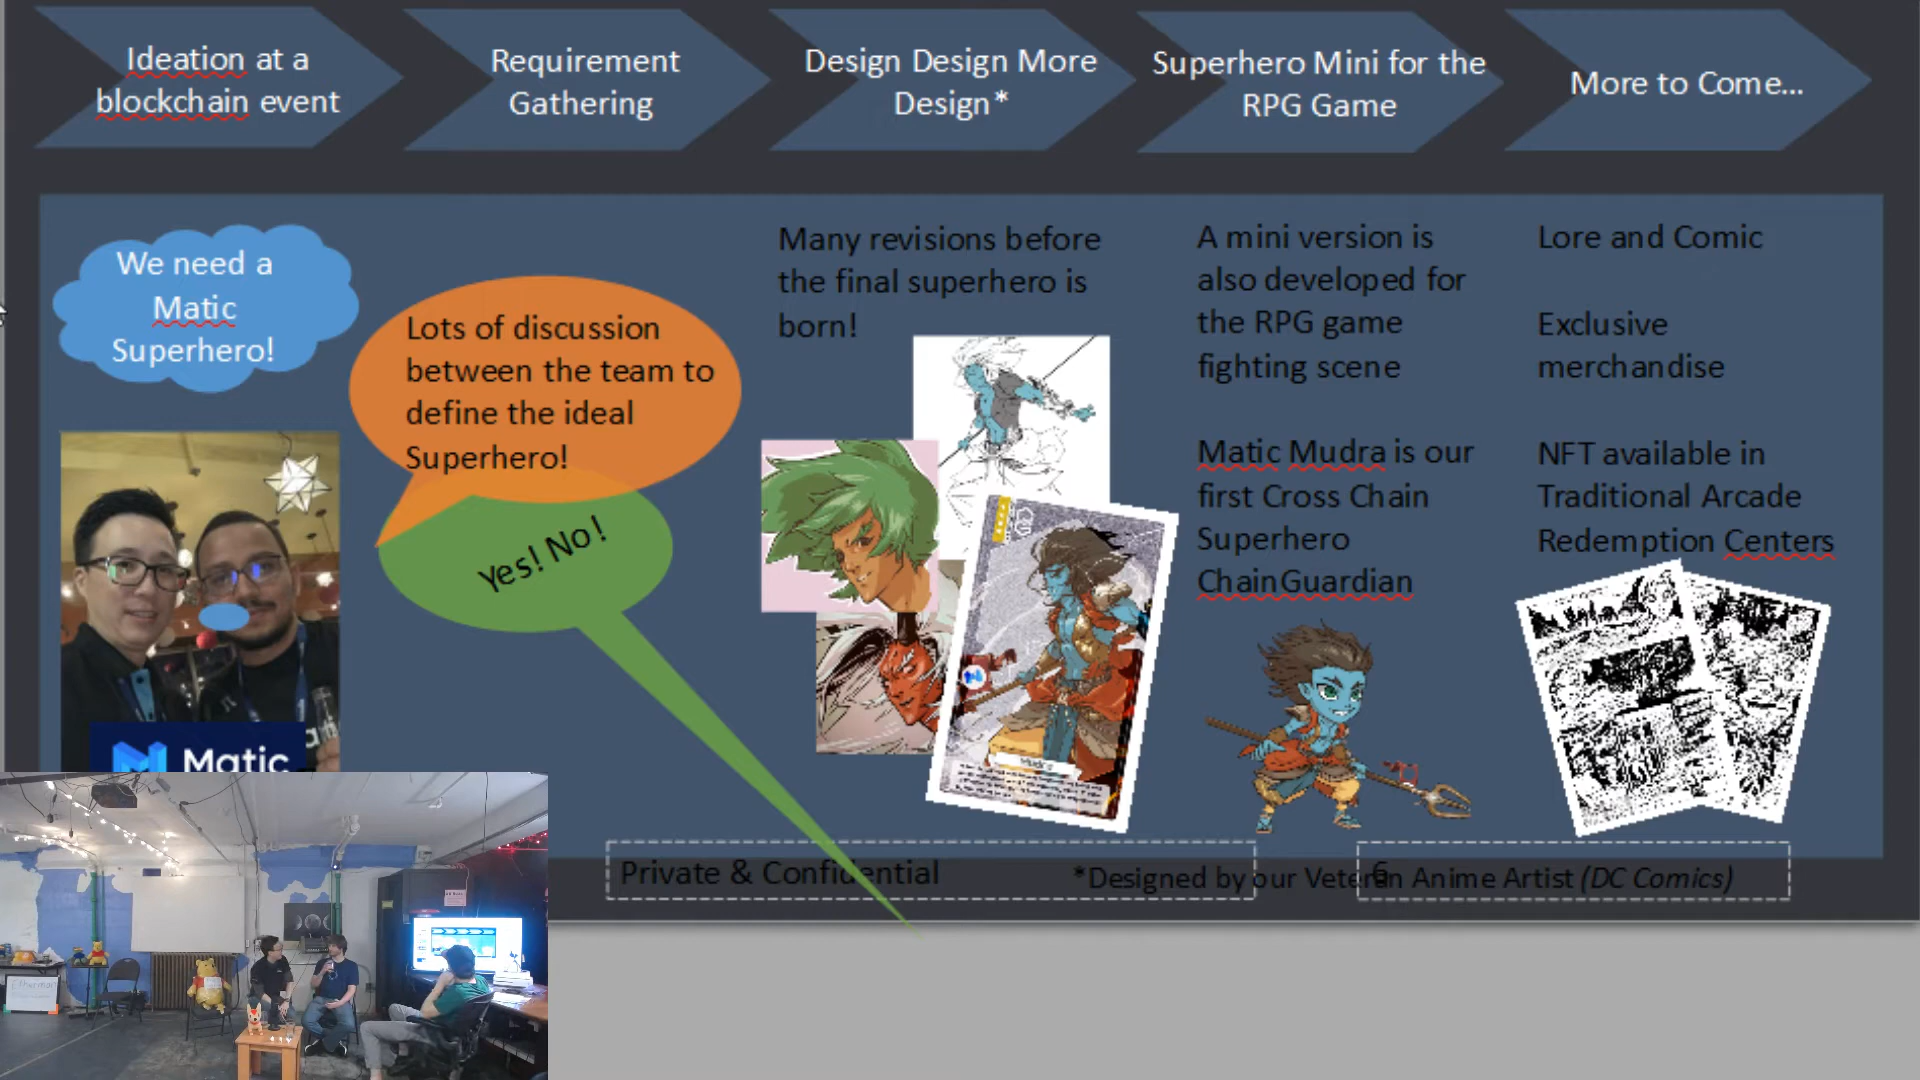 Ideation at a
blockchain event
Requirement
Gathering
Design Design More
Design*
Superhero Mini for the
RPG Game
More to Come...
We need a
Matic
Superhero!
Lots of discussion
between the team to
define the ideal
Superhero!
Yes! No!
Matic
Many revisions before
the final superhero is
born!
A mini version is
also developed for
the RPG game
fighting scene
Matic Mudra is our
first Cross Chain
Superhero
ChainGuardian
Lore and Comic
Exclusive
merchandise
NFT available in
Traditional Arcade
Redemption Centers
Private & Confidential
*Designed by our Veteran Anime Artist (DC Comics)
6